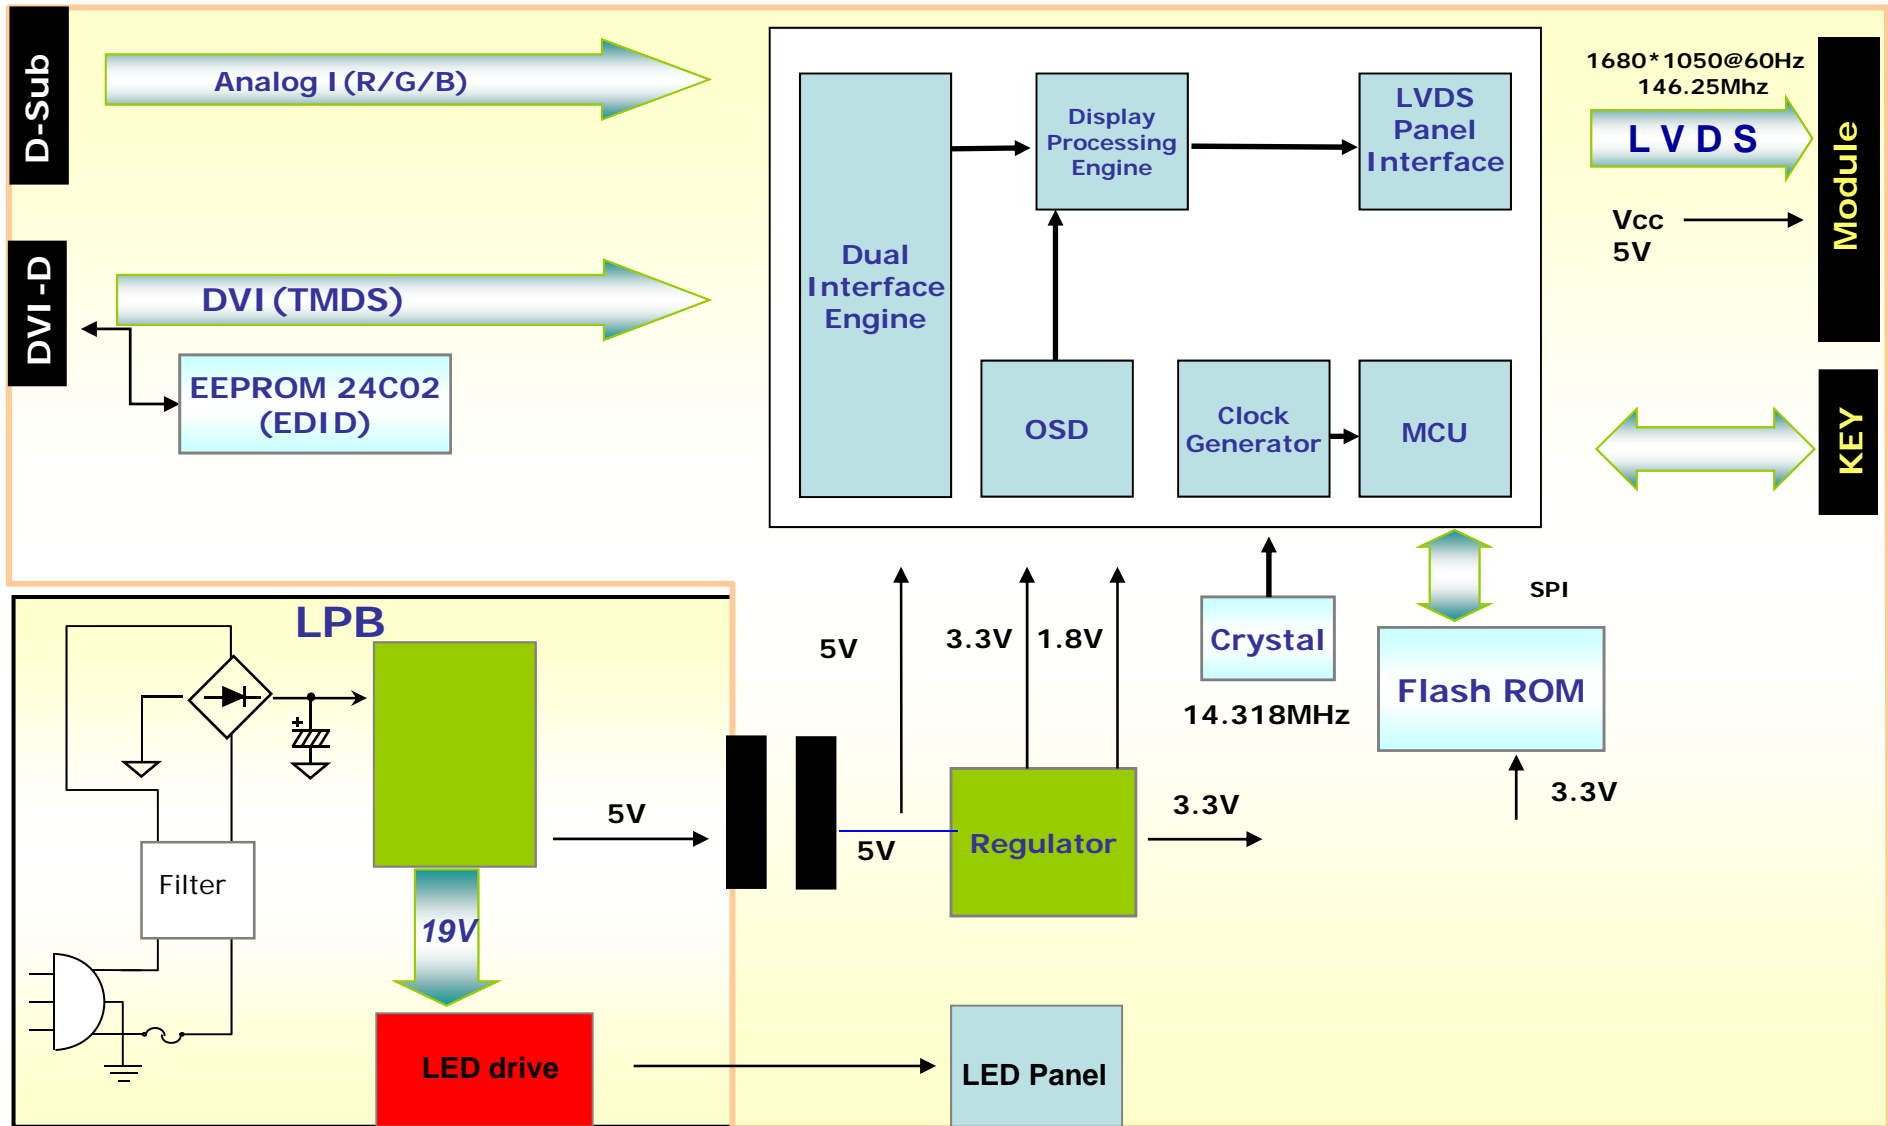 D-Sub
Analog I (R/G/B)
DVI-D
DVI (TMDS)
EEPROM 24C02
(EDID)
Dual
Interface
Engine
Display
Processing
Engine
LVDS
Panel
Interface
OSD
Clock
Generator
MCU
1680*1050@60Hz
146.25Mhz
LVDS
Vcc
5V
Module
KEY
SPI
LPB
5V
3.3V
1.8V
Crystal
14.318MHz
Flash ROM
3.3V
5V
5V
Regulator
3.3V
Filter
19V
LED drive
LED Panel
+